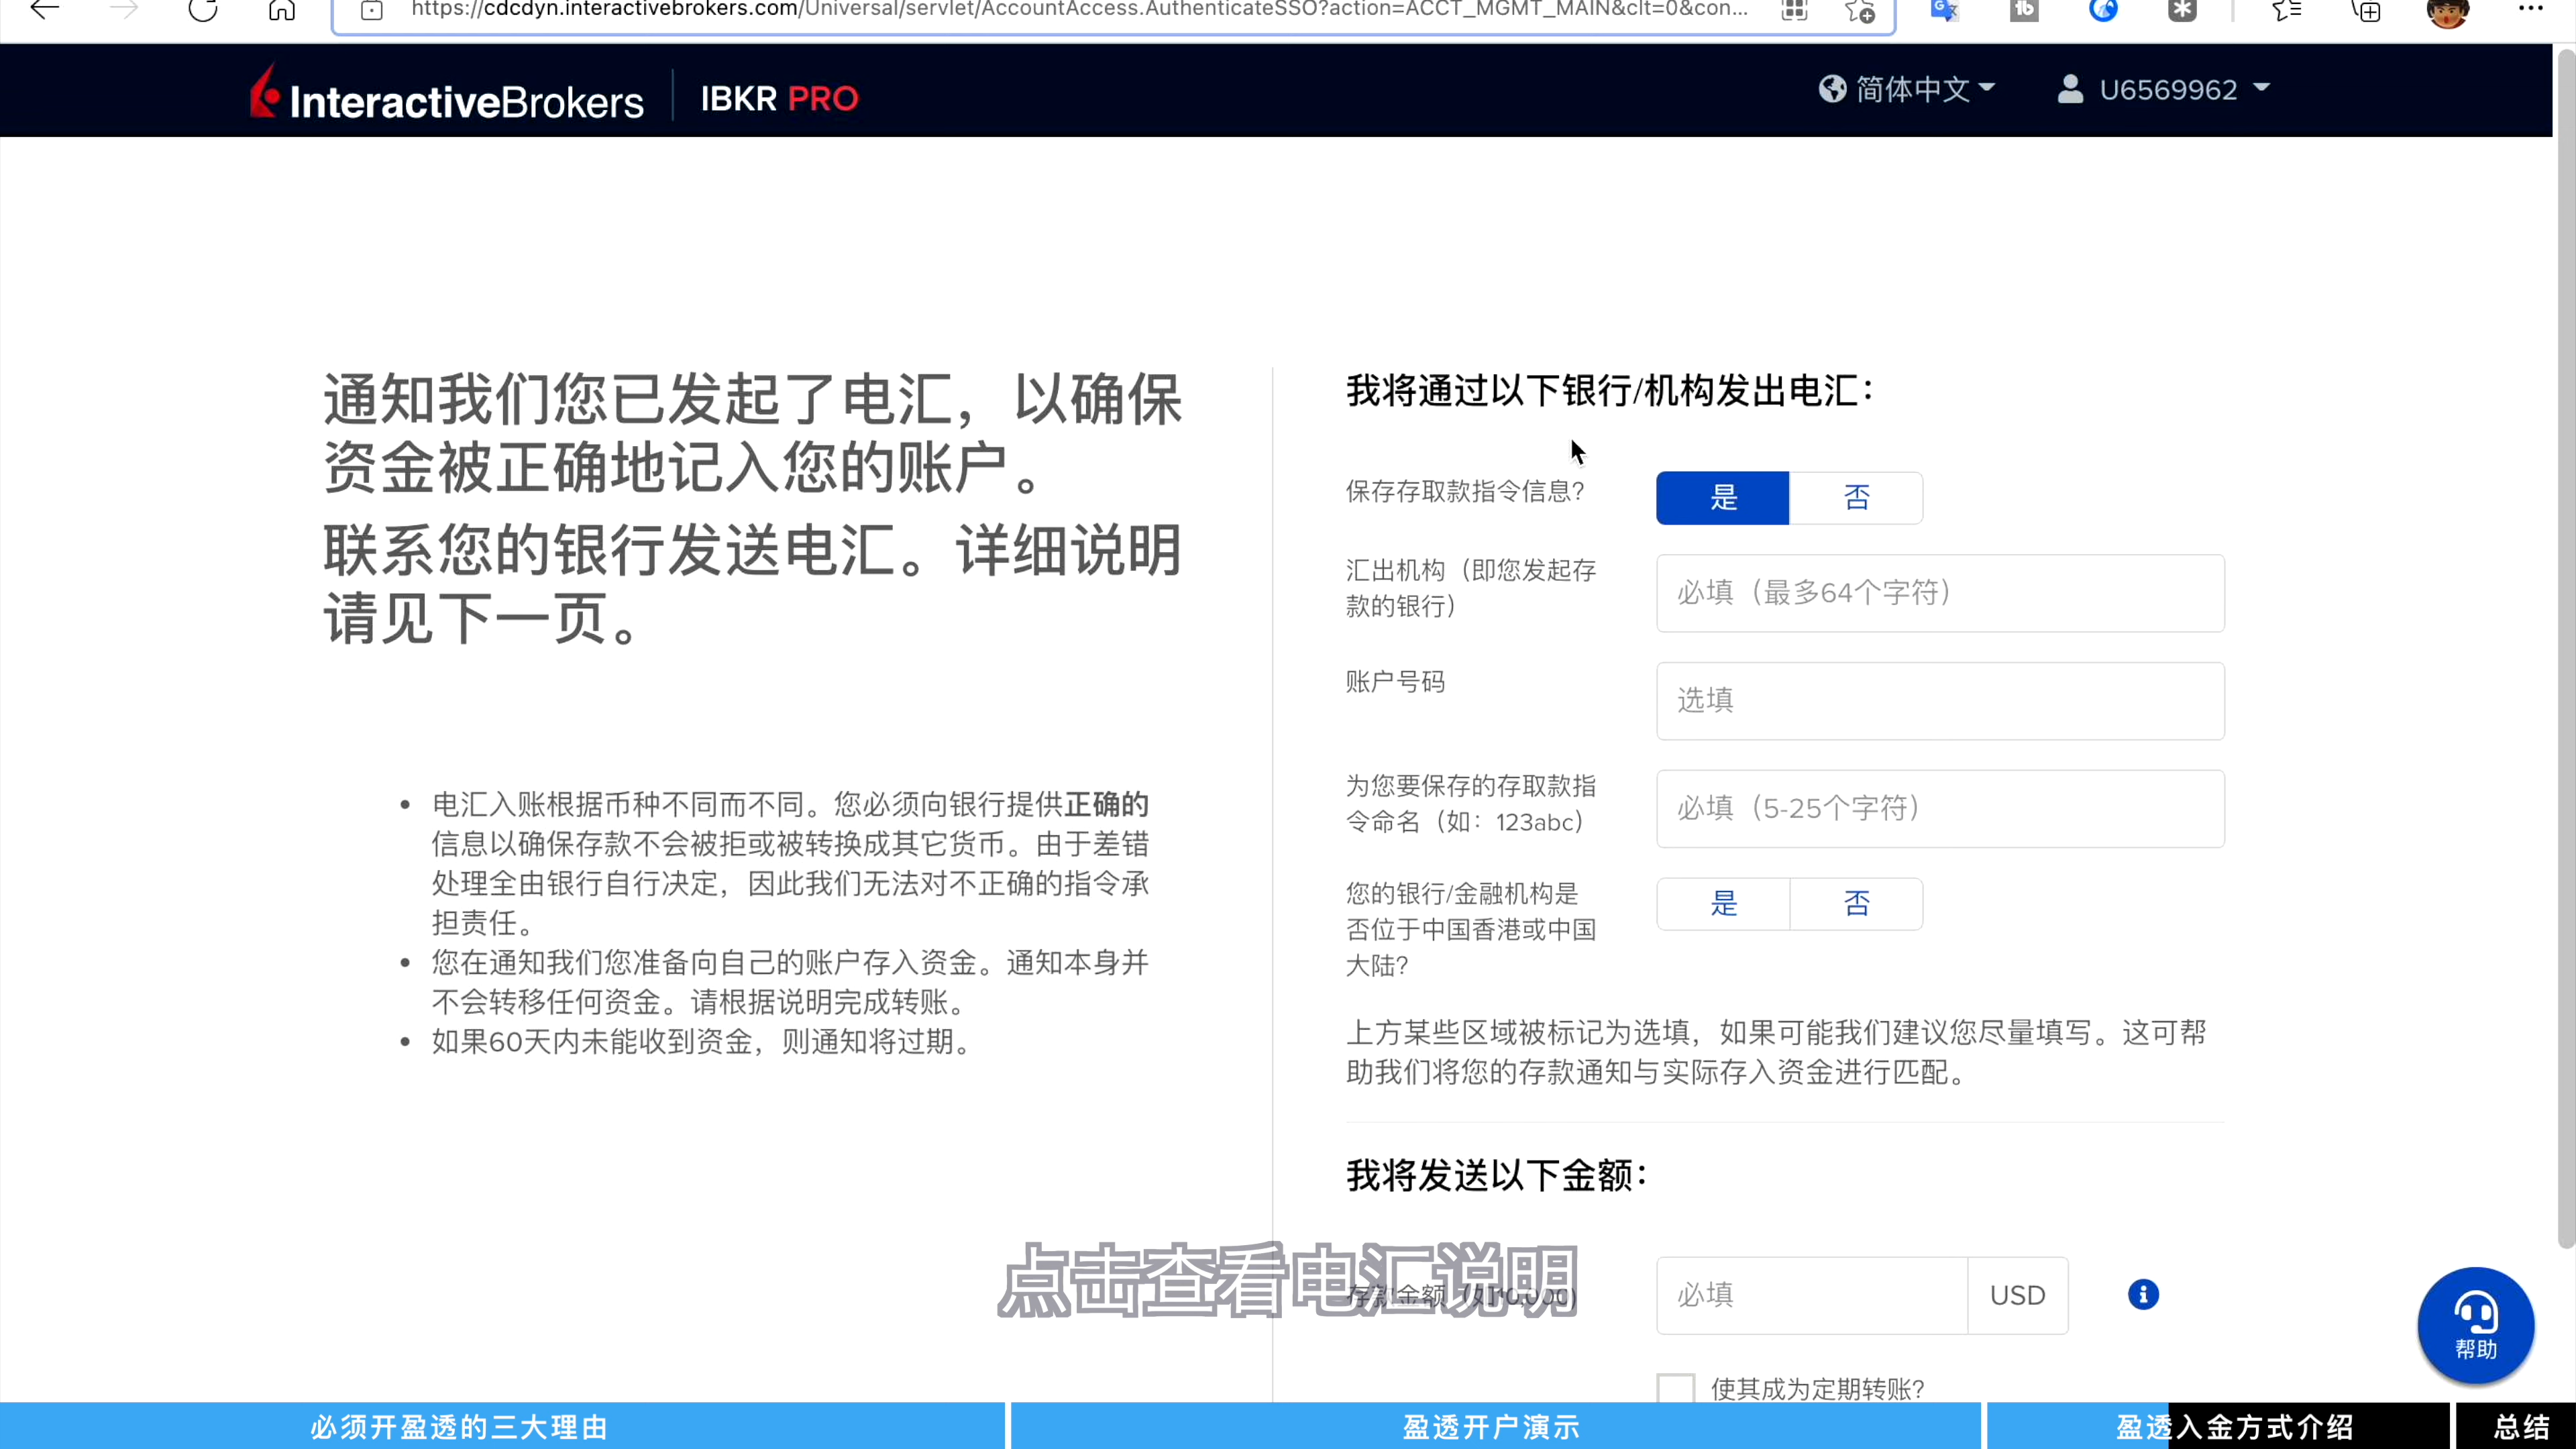 https://cdcdyn.interactivebrokers.com/Universal/servlet/AccountAccess.AuthenticateSSO?action=ACCT_MGMT_MAIN&clt=0&con...
InteractiveBrokers
IBKR PRO
简体中文
U6569962
通知我们您已发起了电汇，以确保
资金被正确地记入您的账户。
联系您的银行发送电汇。详细说明
请见下一页。
• 电汇入账根据币种不同而不同。您必须向银行提供正确的
信息以确保存款不会被拒或被转换成其它货币。由于差错
处理全由银行自行决定，因此我们无法对不正确的指令承
担责任。
• 您在通知我们您准备向自己的账户存入资金。通知本身并
不会转移任何资金。请根据说明完成转账。
• 如果60天内未能收到资金，则通知将过期。
我将通过以下银行/机构发出电汇：
保存存取款指令信息?
是
否
汇出机构（即您发起存
款的银行）
必填（最多64个字符）
账户号码
选填
为您要保存的存取款指
令命名（如：123abc）
必填（5-25个字符）
您的银行/金融机构是
否位于中国香港或中国
大陆?
是
否
上方某些区域被标记为选填，如果可能我们建议您尽量填写。这可帮
助我们将您的存款通知与实际存入资金进行匹配。
我将发送以下金额：
存款金额（如10,000）
必填
USD
点击查看电汇说明
使其成为定期转账?
帮助
必须开盈透的三大理由
盈透开户演示
盈透入金方式介绍
总结